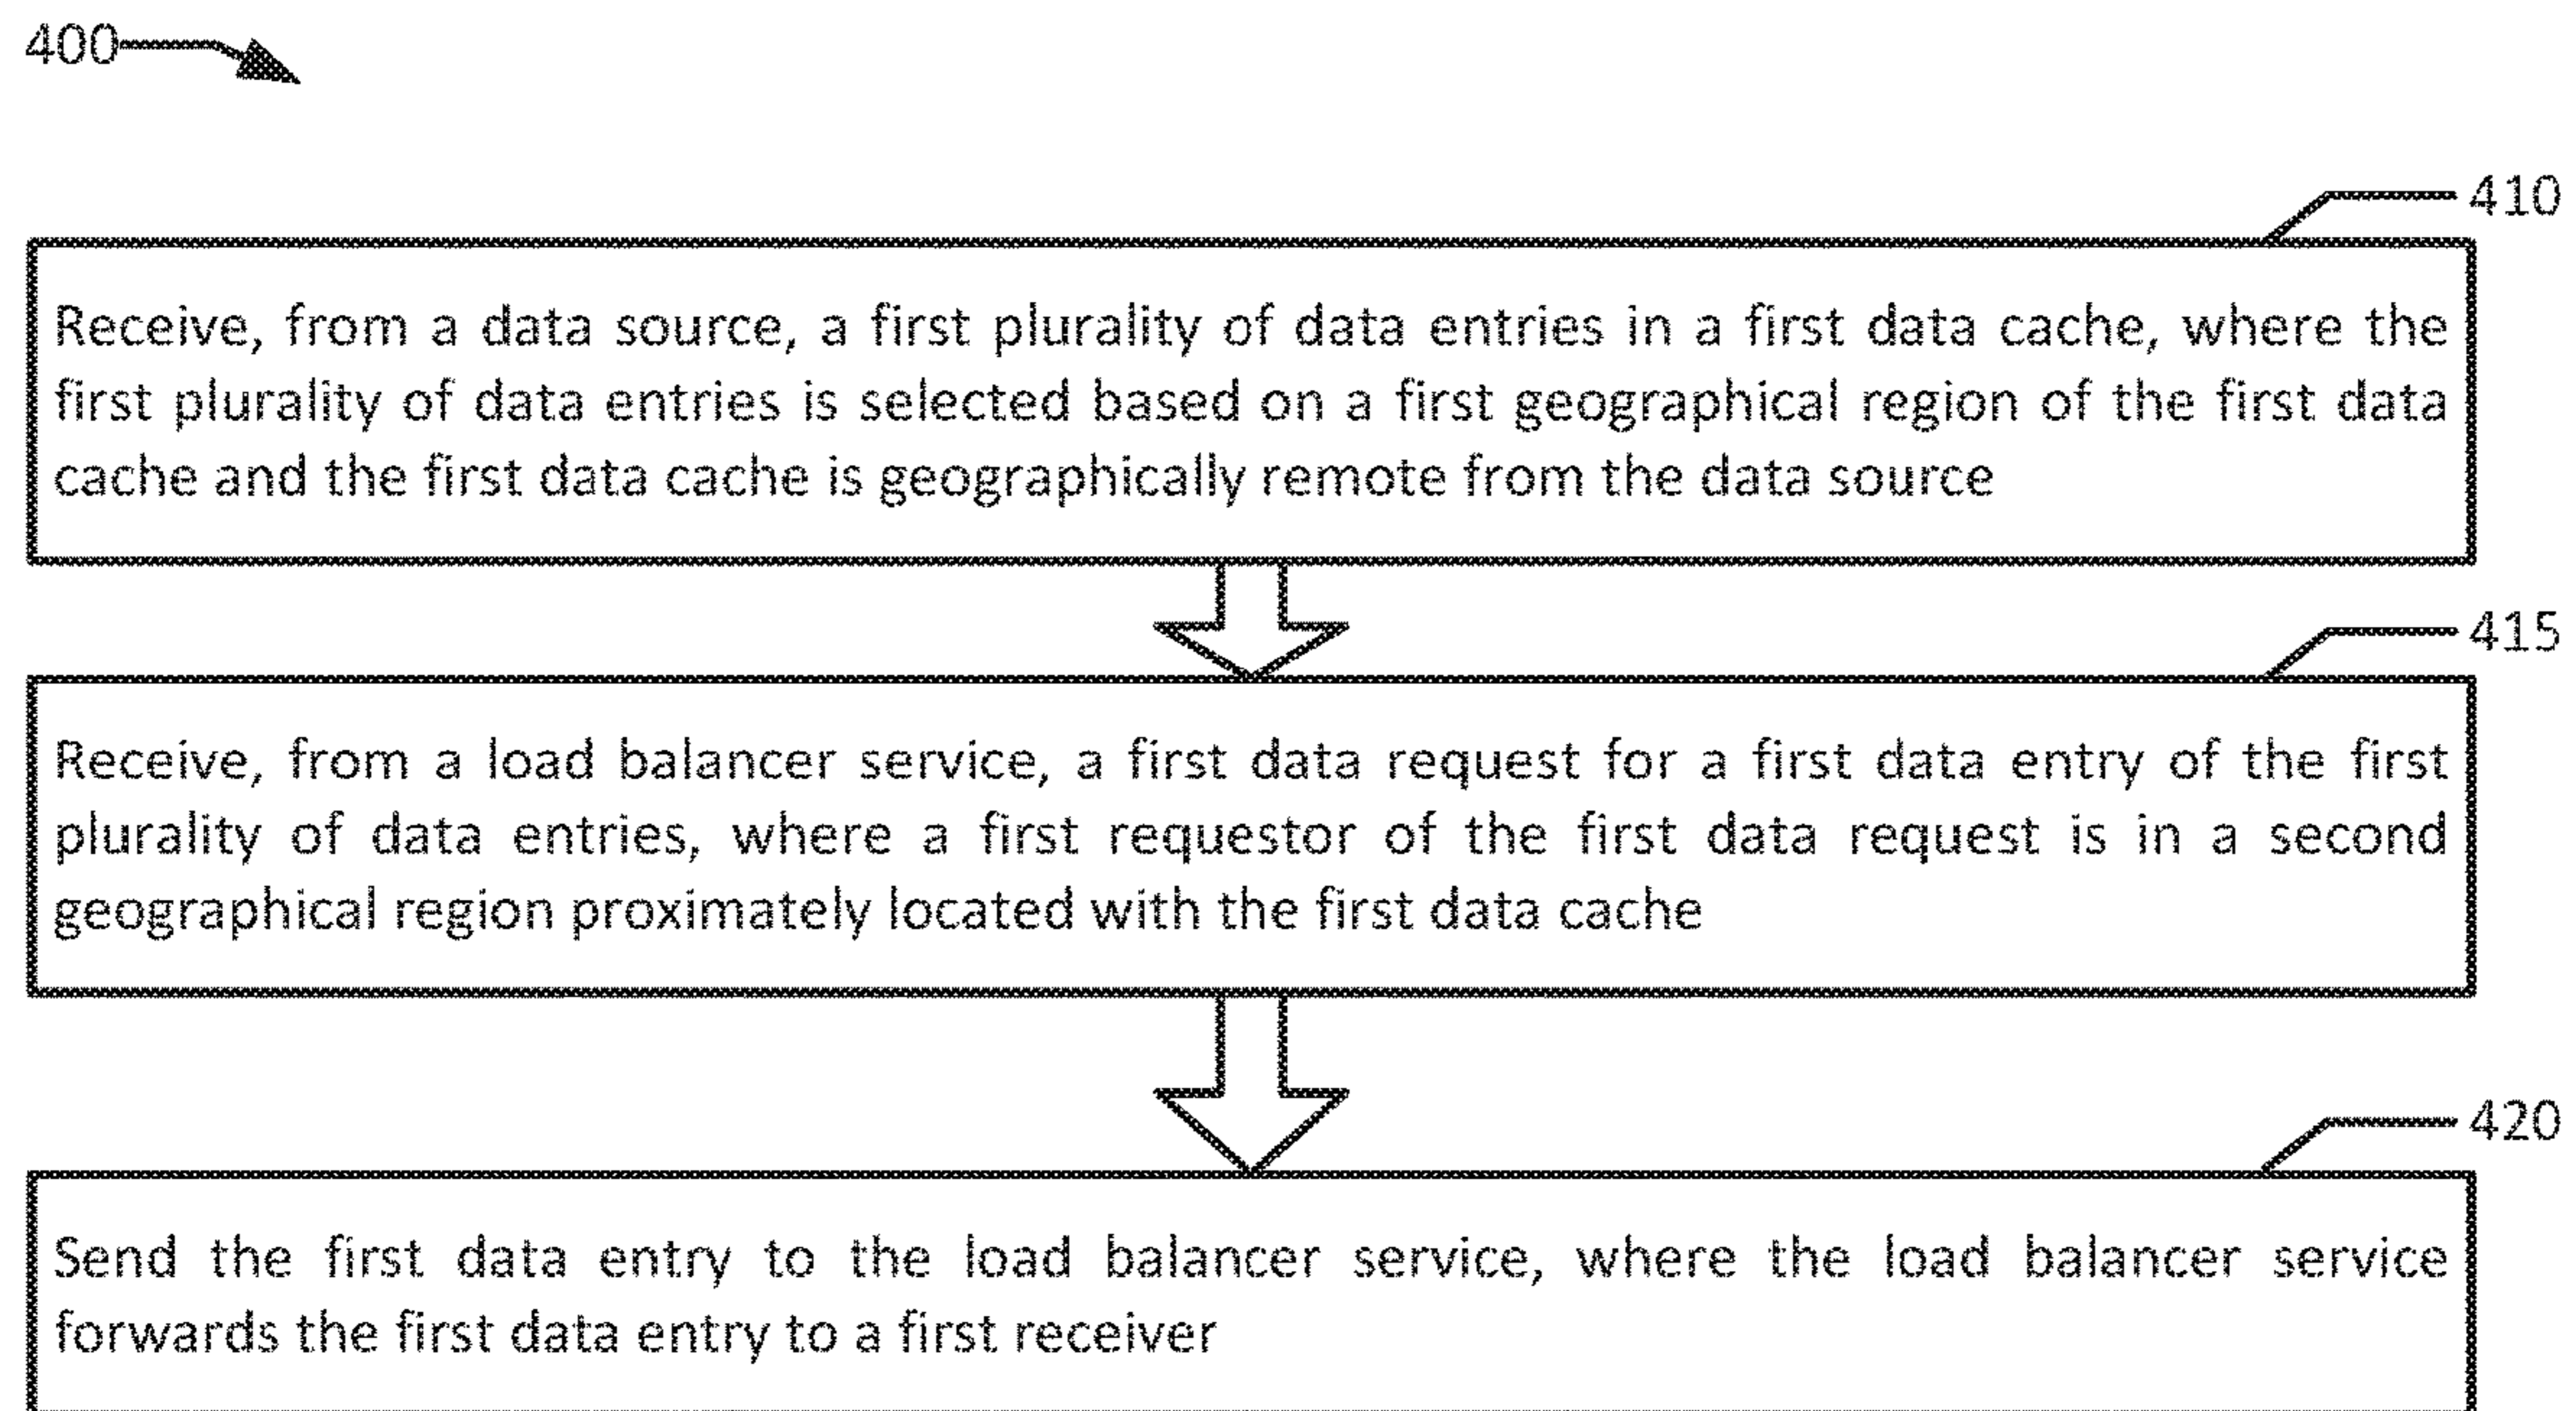 400
410
Receive, from a data source, a first plurality of data entries in a first data cache, where the
first plurality of data entries is selected based on a first geographical region of the first data
cache and the first data cache is geographically remote from the data source
415
Receive, from a load balancer service, a first data request for a first data entry of the first
plurality of data entries, where a first requestor of the first data request is in a second
geographical region proximately located with the first data cache
420
Send the first data entry to the load balancer service, where the load balancer service
forwards the first data entry to a first receiver